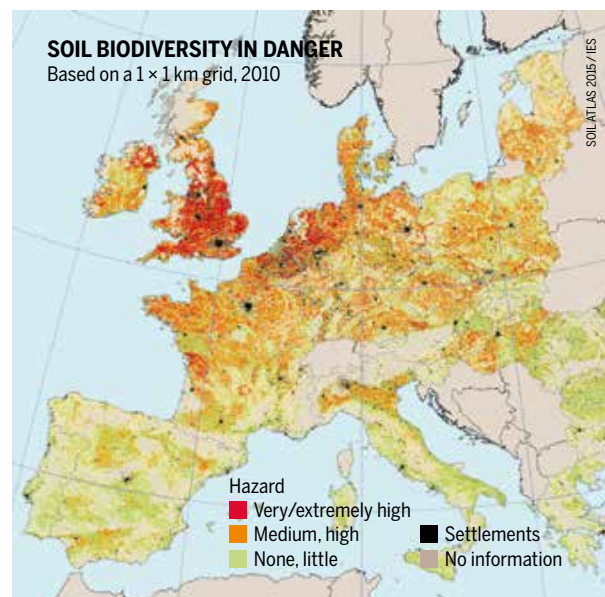 SOIL BIODIVERSITY IN DANGER
Based on a 1 × 1 km grid, 2010
SOIL ATLAS 2015 / IES
Hazard
Very/extremely high
Medium, high
None, little
Settlements
No information